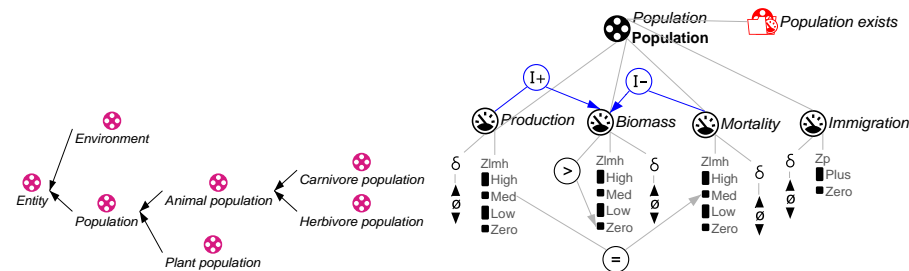 Environment
Entity
Population
Animal population
Carnivore population
Herbivore population
Plant population
Population
Population
Population exists
I+
I-
Production
Biomass
Mortality
Immigration
δ
Zlmh
High
Med
Low
Zero
ø
>
Zlmh
High
Med
Low
Zero
δ
ø
Zlmh
High
Med
Low
Zero
δ
ø
δ
ø
Zp
Plus
Zero
=